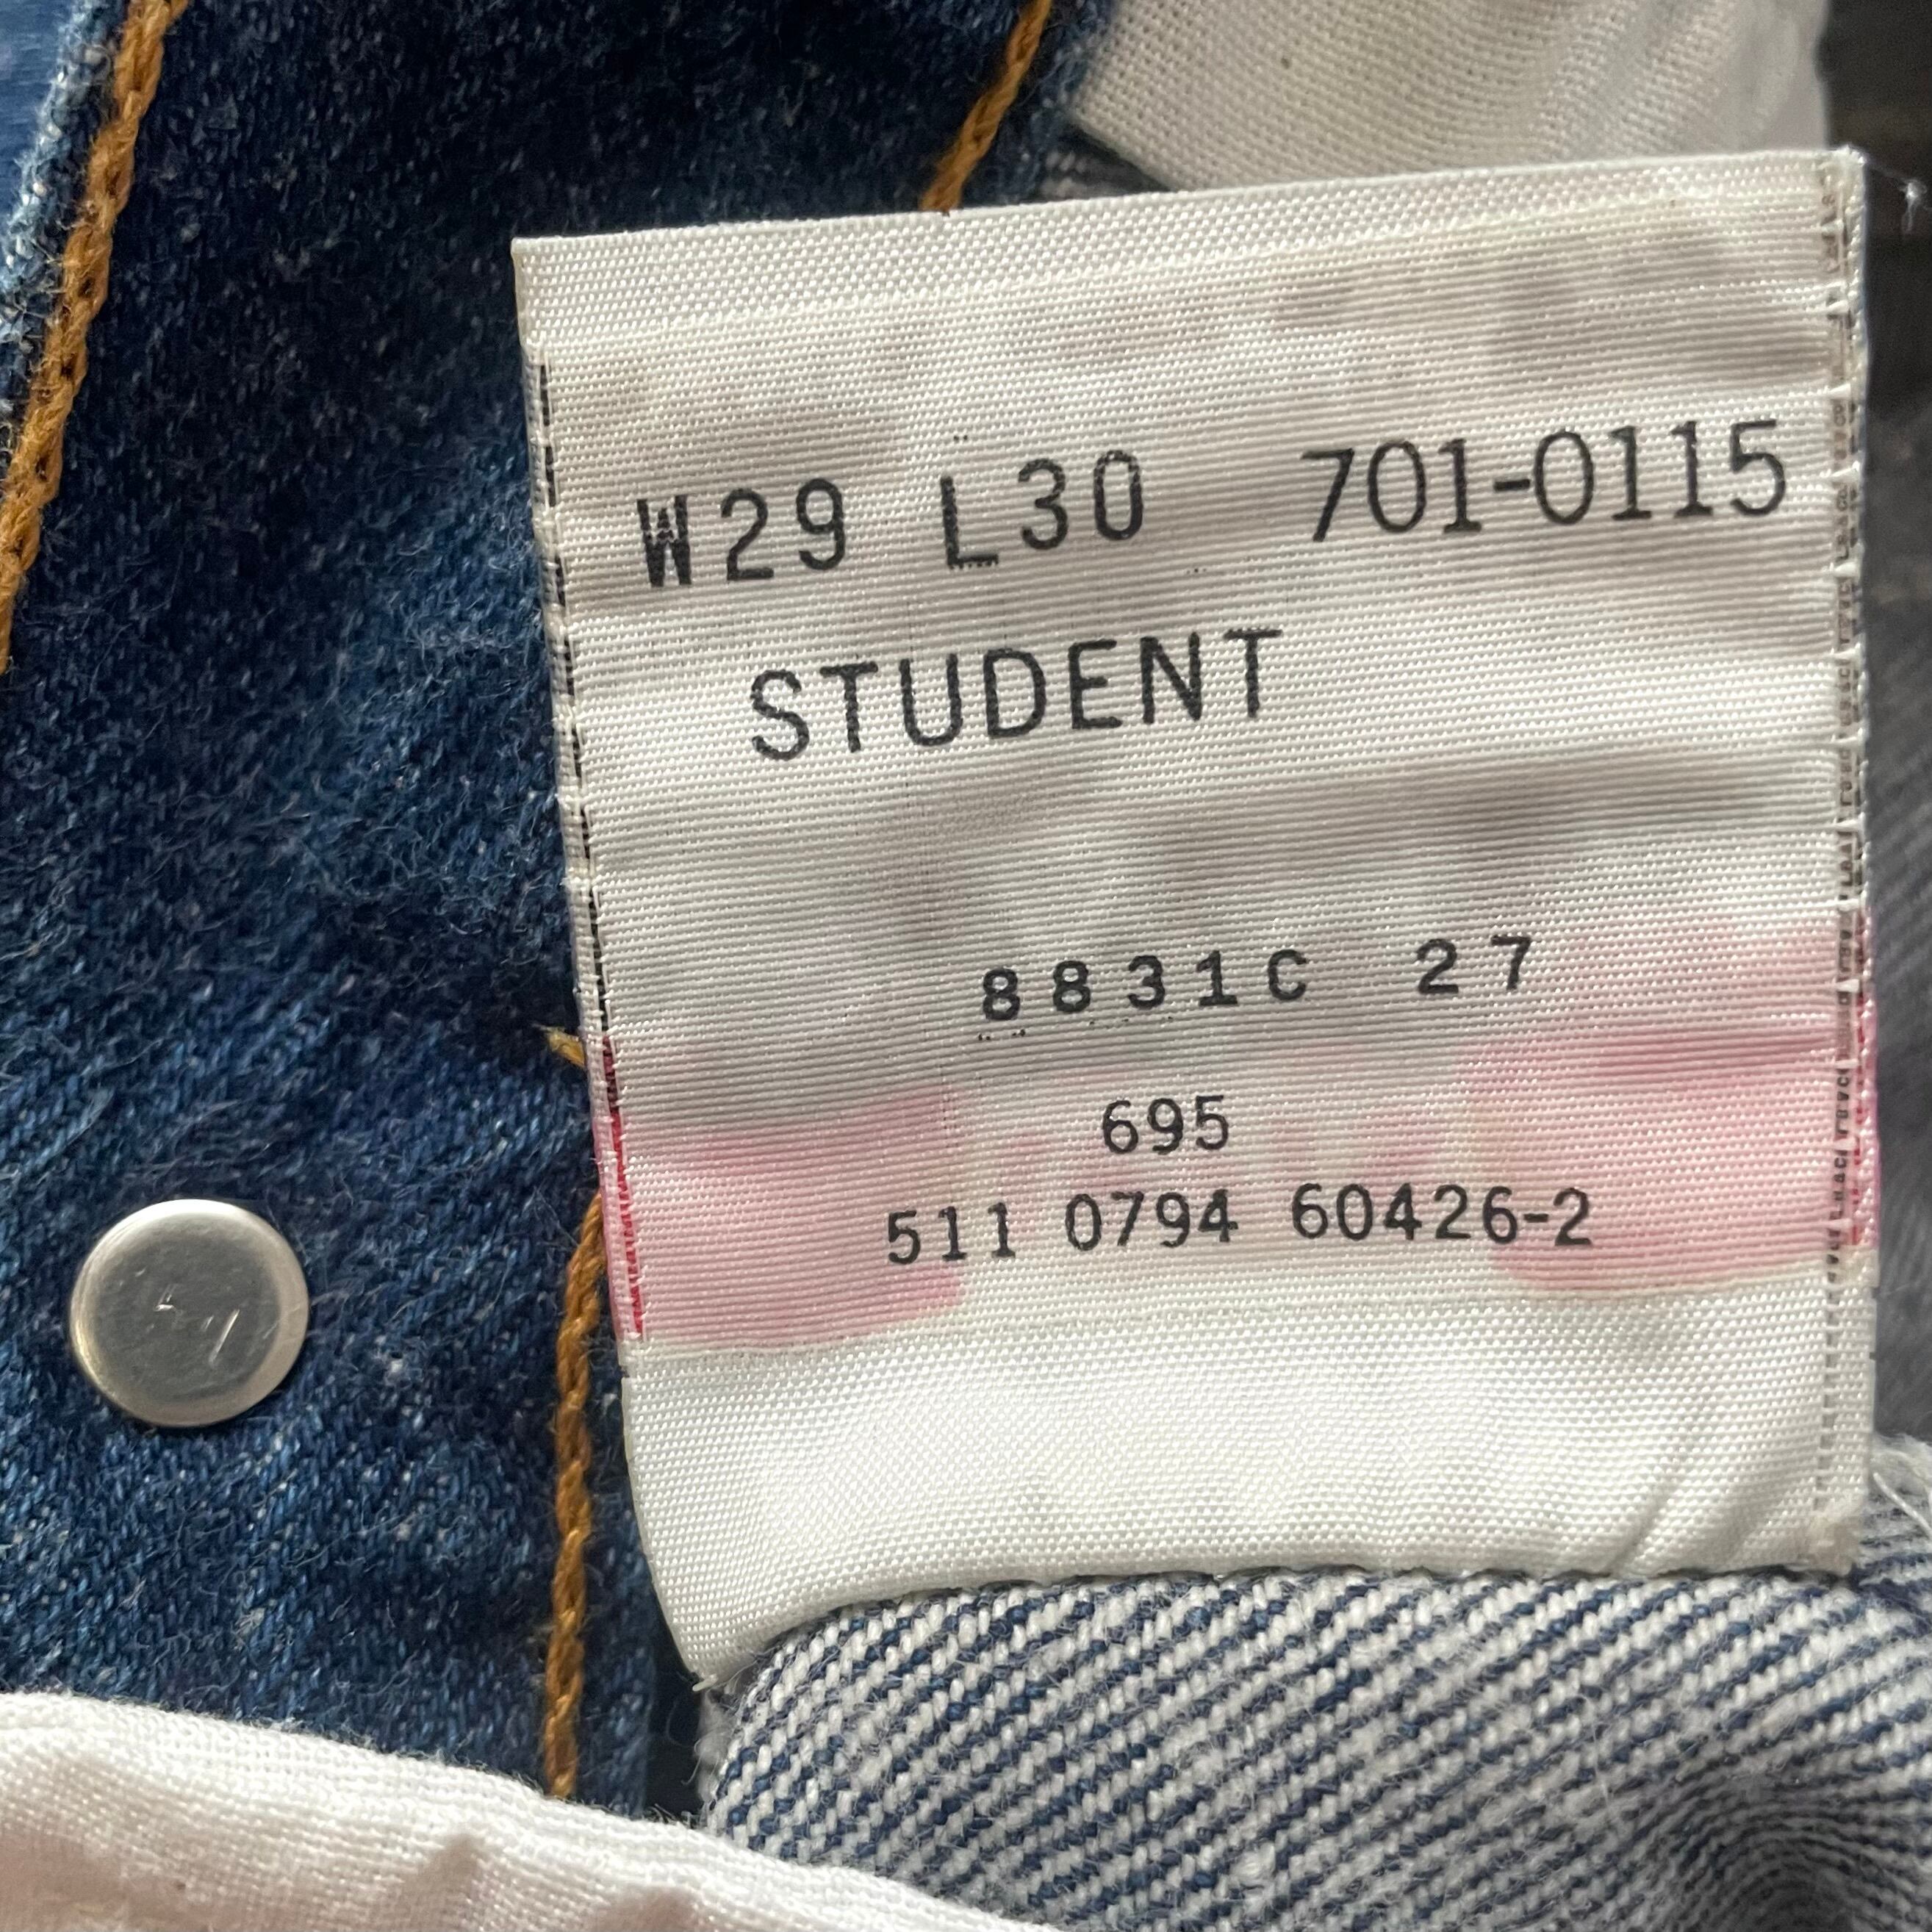 W29 L30 701-0115
STUDENT
8831C 27
695
511 0794 60426-2